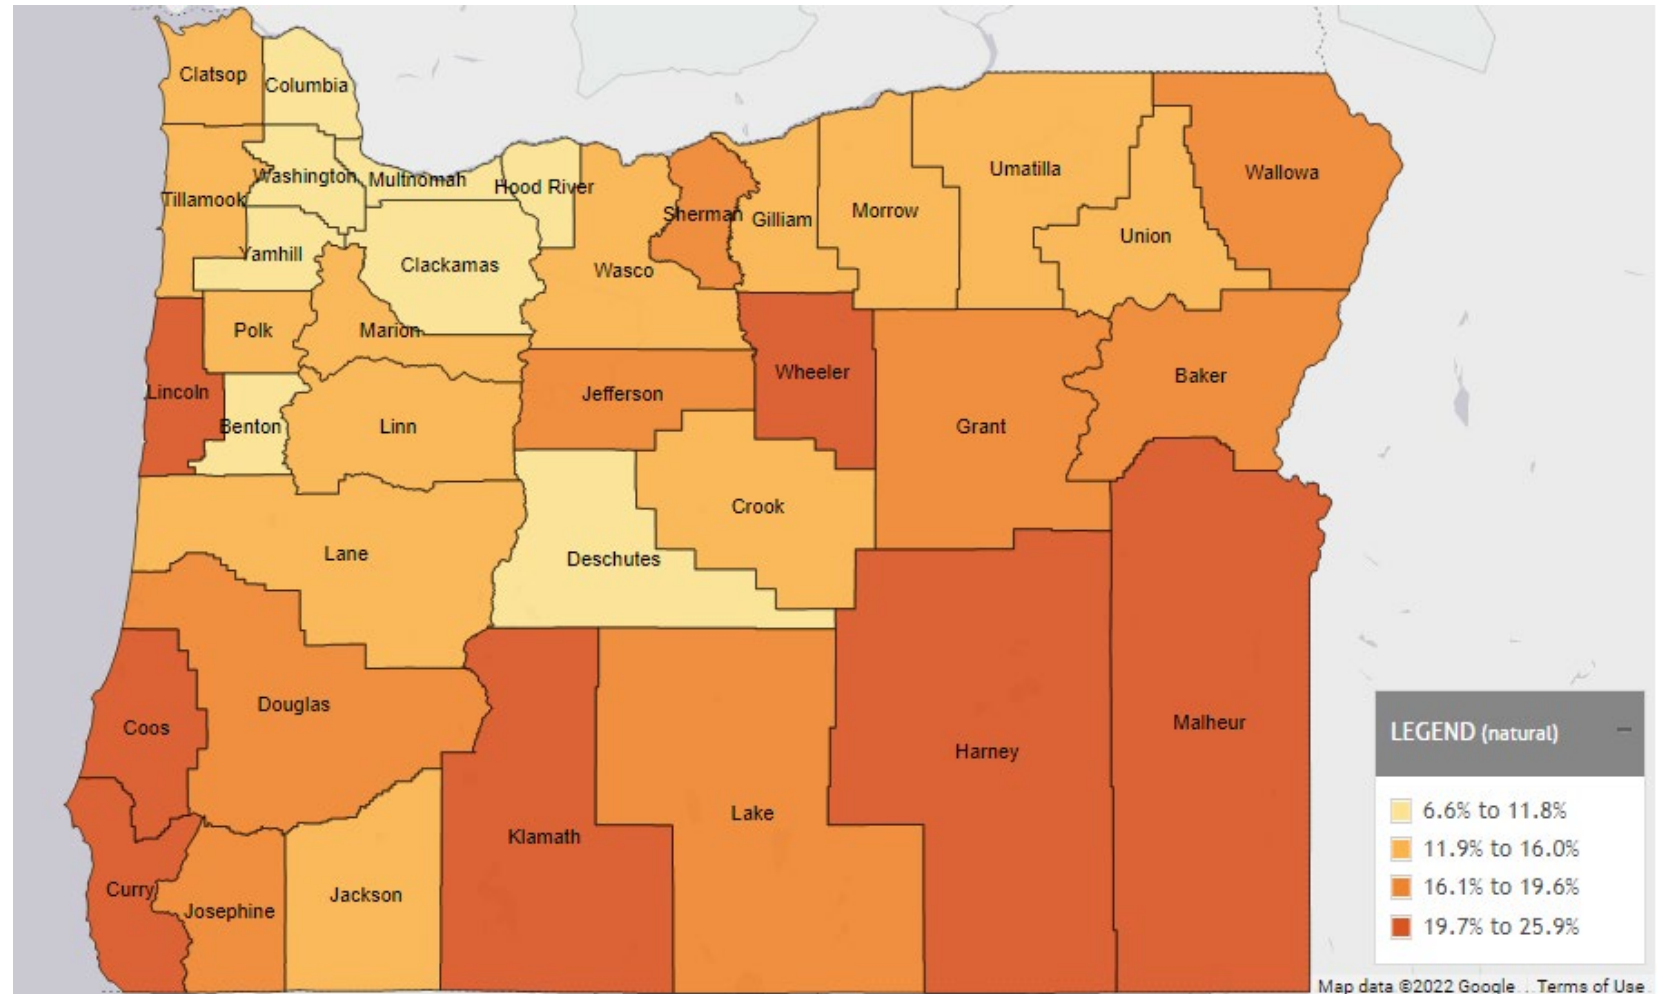 Clatsop
Columbia
Washington
Multnomah
Hood River
Tillamook
Yamhill
Clackamas
Wasco
Sherman
Gilliam
Morrow
Umatilla
Union
Wallowa
Polk
Marion
Lincoln
Benton
Linn
Jefferson
Wheeler
Grant
Baker
Lane
Deschutes
Crook
Coos
Douglas
Curry
Josephine
Jackson
Klamath
Lake
Harney
Malheur
LEGEND (natural)
6.6% to 11.8%
11.9% to 16.0%
16.1% to 19.6%
19.7% to 25.9%
Map data ©2022 Google
Terms of Use